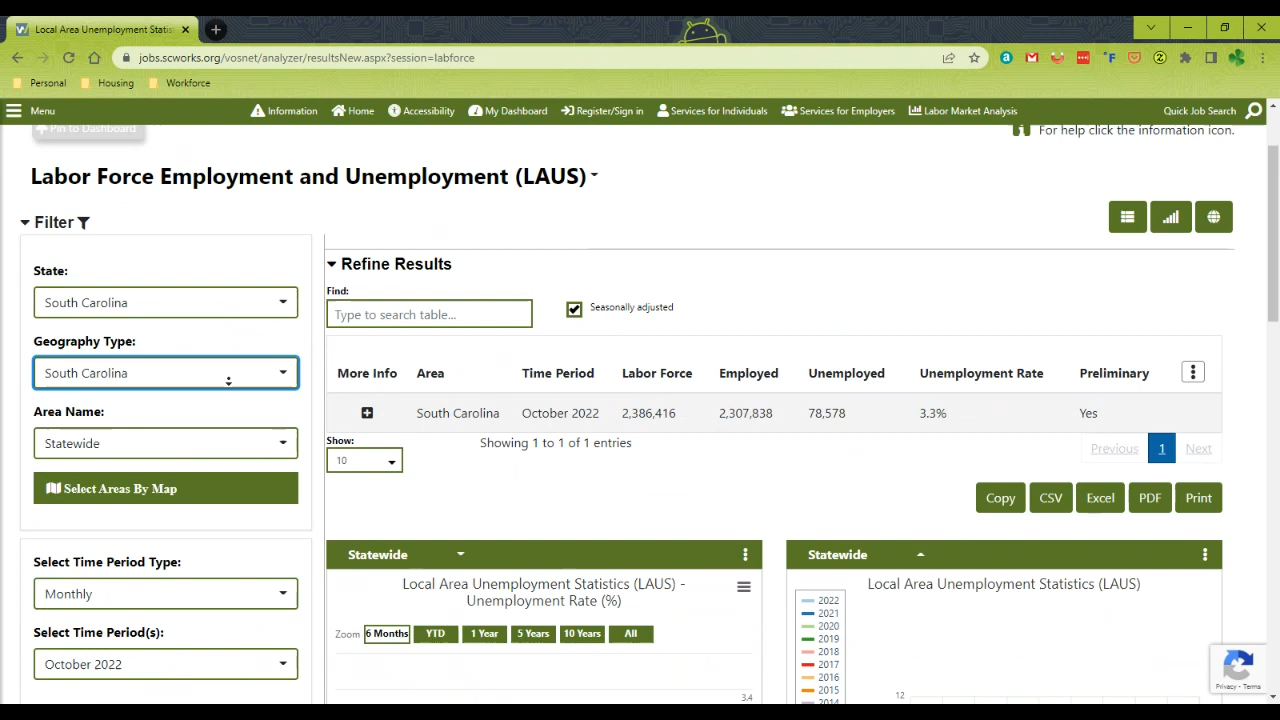 Local Area Unemployment Statis
jobs.scworks.org/vosnet/analyzer/resultsNew.aspx?session=labforce
Personal
Housing
Workforce
Menu
Information
Home
Accessibility
My Dashboard
Register/Sign in
Services for Individuals
Services for Employers
Labor Market Analysis
Quick Job Search
Pin to Dashboard
For help click the information icon.
Labor Force Employment and Unemployment (LAUS)
Filter
State:
South Carolina
Geography Type:
South Carolina
Area Name:
Statewide
Select Areas By Map
Select Time Period Type:
Monthly
Select Time Period(s):
October 2022
Refine Results
Find:
Type to search table...
Seasonally adjusted
More Info Area Time Period Labor Force Employed Unemployed Unemployment Rate Preliminary
South Carolina October 2022 2,386,416 2,307,838 78,578 3.3% Yes
Show:
10
Showing 1 to 1 of 1 entries
Previous 1 Next
Copy CSV Excel PDF Print
Statewide
Local Area Unemployment Statistics (LAUS) -
Unemployment Rate (%)
Zoom 6 Months YTD 1 Year 5 Years 10 Years All
3.4
Statewide
Local Area Unemployment Statistics (LAUS)
2022
2021
2020
2019
2018
2017
2016
2015
2014
12
Privacy - Terms